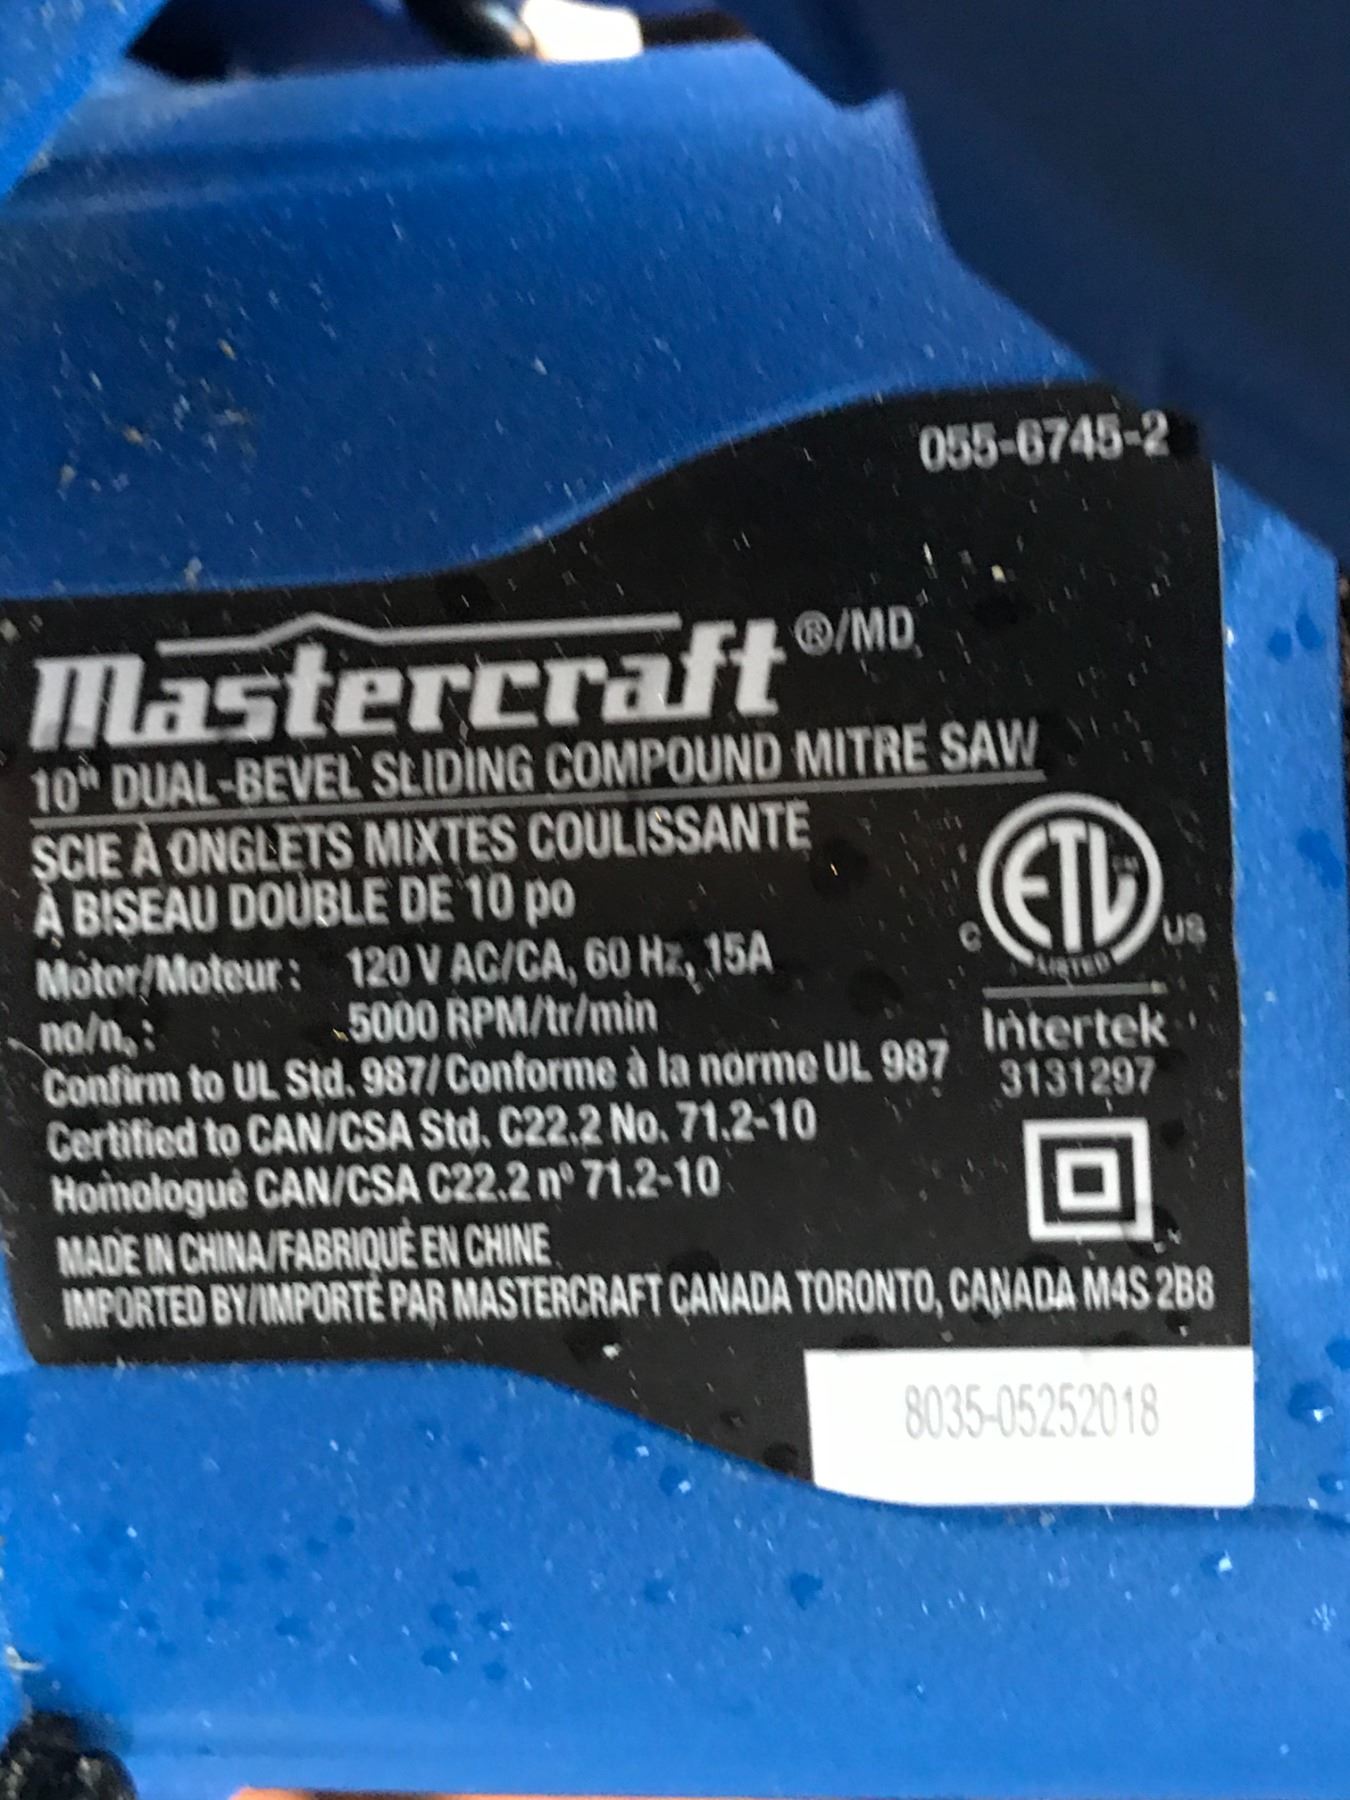 055-6745-2
Mastercraft ®/MD
10" DUAL-BEVEL SLIDING COMPOUND MITRE SAW
SCIE À ONGLETS MIXTES COULISSANTE
À BISEAU DOUBLE DE 10 po
Motor/Moteur : 120 V AC/CA, 60 Hz, 15A
no/n₀ : 5000 RPM/tr/min
Confirm to UL Std. 987/Conforme à la norme UL 987
Certified to CAN/CSA Std. C22.2 No. 71.2-10
Homologué CAN/CSA C22.2 nº 71.2-10
MADE IN CHINA/FABRIQUÉ EN CHINE
IMPORTED BY/IMPORTÉ PAR MASTERCRAFT CANADA TORONTO, CANADA M4S 2B8
C ETL US
LISTED
Intertek
3131297
8035-05252018